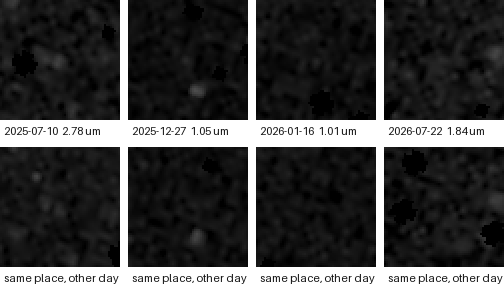 2025-07-10 2.78 um
2025-12-27 1.05 um
2026-01-16 1.01 um
2026-07-22 1.84 um
same place, other day
same place, other day
same place, other day
same place, other day